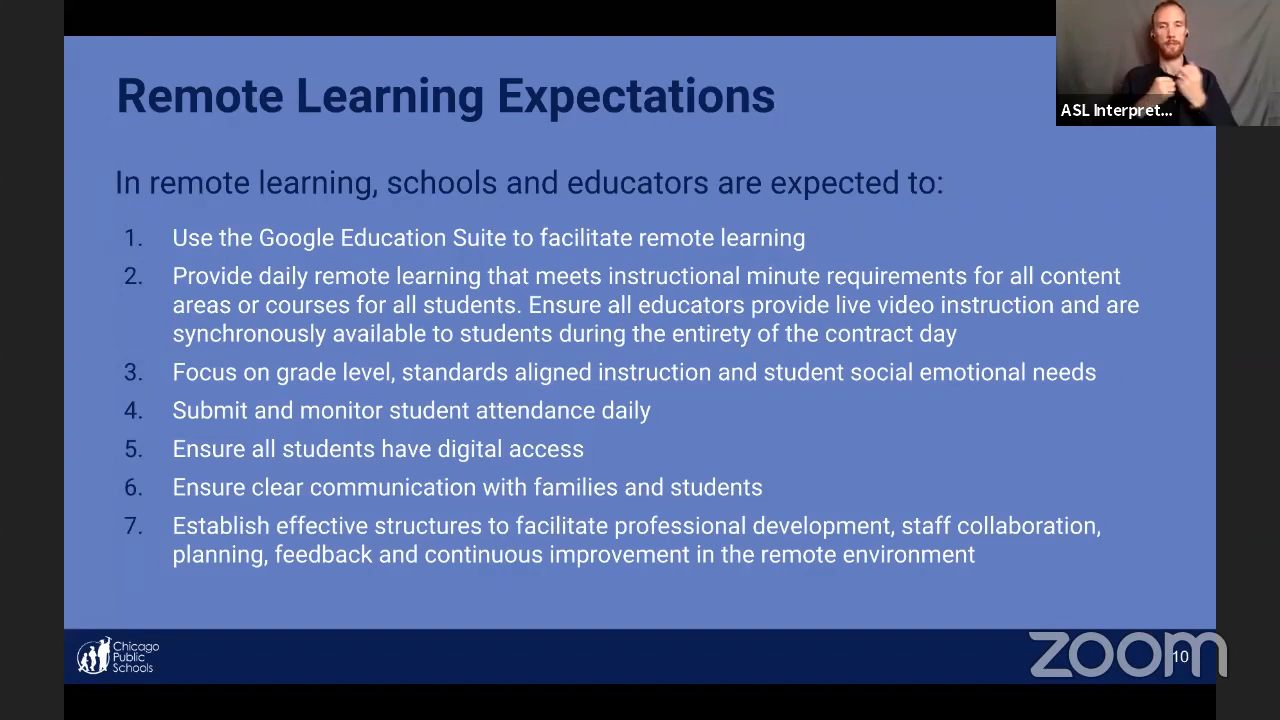 ASL Interpret...
Remote Learning Expectations
In remote learning, schools and educators are expected to:
1. Use the Google Education Suite to facilitate remote learning
2. Provide daily remote learning that meets instructional minute requirements for all content
areas or courses for all students. Ensure all educators provide live video instruction and are
synchronously available to students during the entirety of the contract day
3. Focus on grade level, standards aligned instruction and student social emotional needs
4. Submit and monitor student attendance daily
5. Ensure all students have digital access
6. Ensure clear communication with families and students
7. Establish effective structures to facilitate professional development, staff collaboration,
planning, feedback and continuous improvement in the remote environment
Chicago
Public
Schools
zoom
10